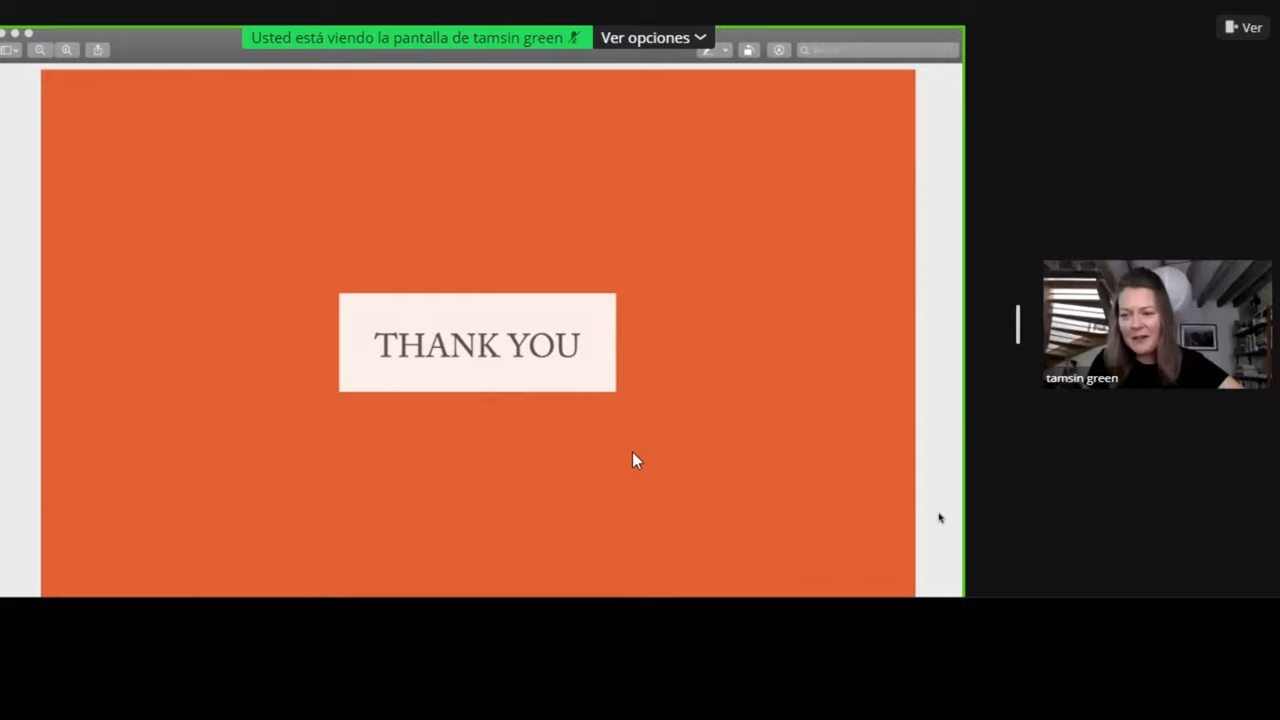 Usted está viendo la pantalla de tamsin green
Ver opciones
Ver
THANK YOU
tamsin green